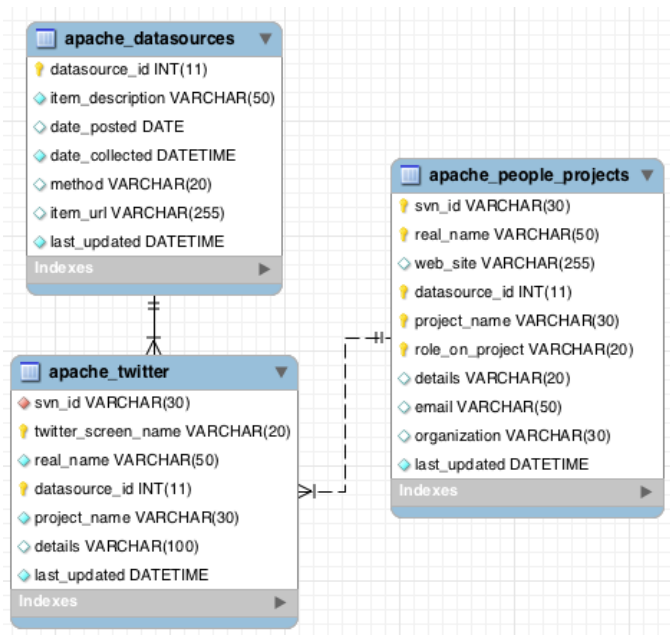 apache_datasources
datasource_id INT(11)
item_description VARCHAR(50)
date_posted DATE
date_collected DATETIME
method VARCHAR(20)
item_url VARCHAR(255)
last_updated DATETIME
Indexes
apache_people_projects
svn_id VARCHAR(30)
real_name VARCHAR(50)
web_site VARCHAR(255)
datasource_id INT(11)
project_name VARCHAR(30)
role_on_project VARCHAR(20)
details VARCHAR(20)
email VARCHAR(50)
organization VARCHAR(30)
last_updated DATETIME
Indexes
apache_twitter
svn_id VARCHAR(30)
twitter_screen_name VARCHAR(20)
real_name VARCHAR(50)
datasource_id INT(11)
project_name VARCHAR(30)
details VARCHAR(100)
last_updated DATETIME
Indexes